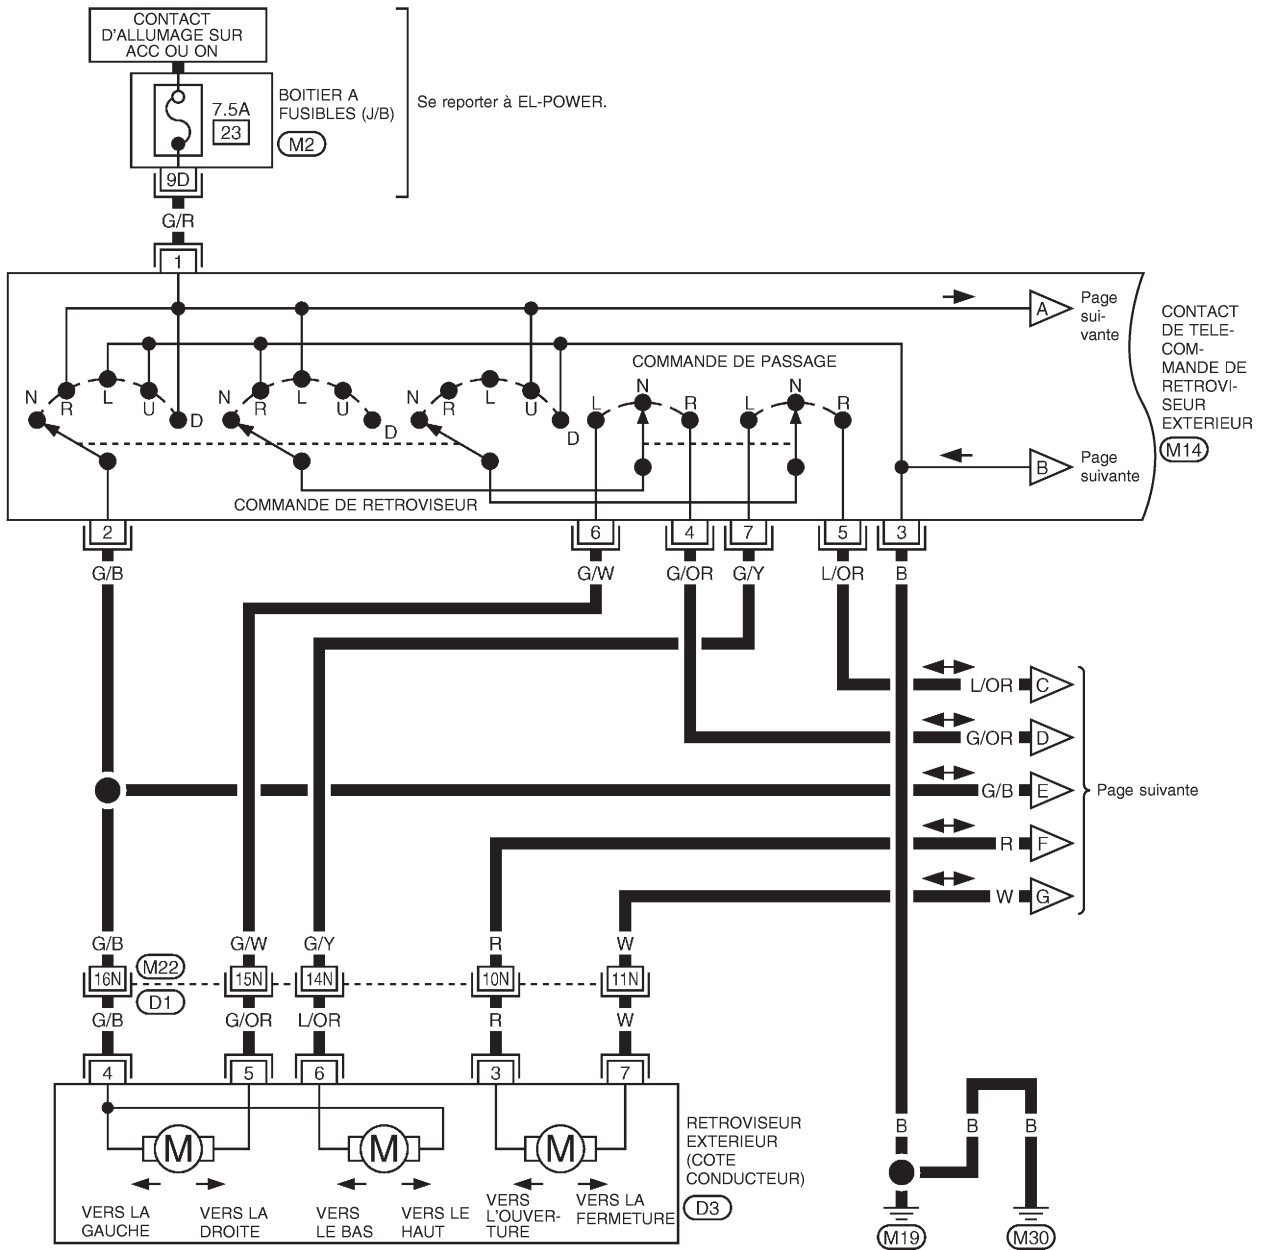 CONTACT
D'ALLUMAGE SUR
ACC OU ON
7.5A
23
BOITIER A
FUSIBLES (J/B)
M2
Se reporter à EL-POWER.
9D
G/R
1
A
Page
sui-
vante
CONTACT
DE TELE-
COM-
MANDE DE
RETROVI-
SEUR
EXTERIEUR
M14
COMMANDE DE PASSAGE
N R L U D
N R L U D
N R L U D
L N R
L N R
B
Page
suivante
COMMANDE DE RETROVISEUR
2 6 4 7 5 3
G/B G/W G/OR G/Y L/OR B
L/OR C
G/OR D
G/B E
Page suivante
R F
W G
G/B G/W G/Y R W
16N M22 15N 14N 10N 11N
D1
G/B G/OR L/OR R W
4 5 6 3 7
M M M
RETROVISEUR
EXTERIEUR
(COTE
CONDUCTEUR)
D3
VERS LA
GAUCHE
VERS LA
DROITE
VERS
LE BAS
VERS LE
HAUT
VERS
L'OUVER-
TURE
VERS LA
FERMETURE
B B B
M19 M30